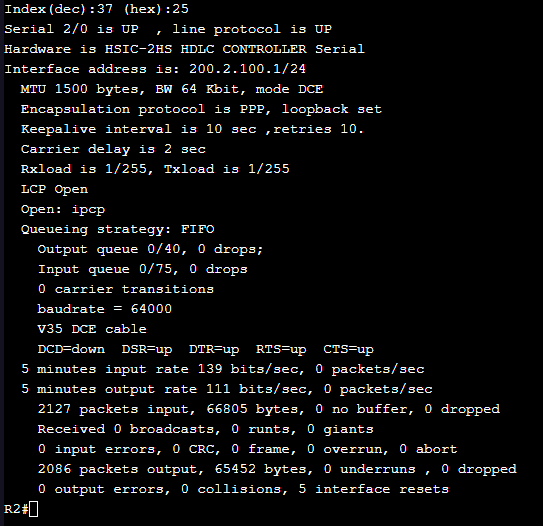 Index(dec):37 (hex):25
Serial 2/0 is UP  , line protocol is UP
Hardware is HSIC-2HS HDLC CONTROLLER Serial
Interface address is: 200.2.100.1/24
  MTU 1500 bytes, BW 64 Kbit, mode DCE
  Encapsulation protocol is PPP, loopback set
  Keepalive interval is 10 sec ,retries 10.
  Carrier delay is 2 sec
  Rxload is 1/255, Txload is 1/255
  LCP Open
  Open: ipcp
  Queueing strategy: FIFO
    Output queue 0/40, 0 drops;
    Input queue 0/75, 0 drops
    0 carrier transitions
    baudrate = 64000
    V35 DCE cable
    DCD=down  DSR=up  DTR=up  RTS=up  CTS=up
  5 minutes input rate 139 bits/sec, 0 packets/sec
  5 minutes output rate 111 bits/sec, 0 packets/sec
    2127 packets input, 66805 bytes, 0 no buffer, 0 dropped
    Received 0 broadcasts, 0 runts, 0 giants
    0 input errors, 0 CRC, 0 frame, 0 overrun, 0 abort
    2086 packets output, 65452 bytes, 0 underruns , 0 dropped
    0 output errors, 0 collisions, 5 interface resets
R2#